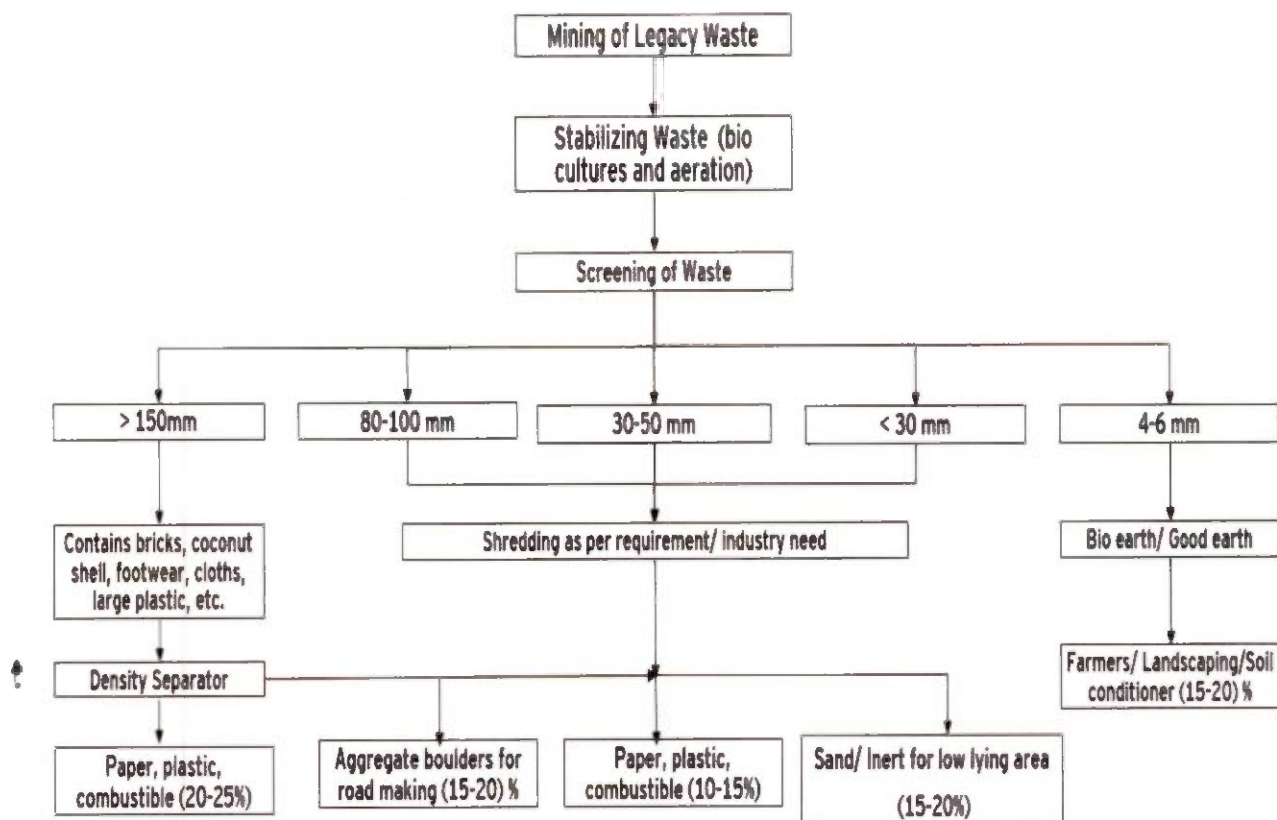 Mining of Legacy Waste
Stabilizing Waste (bio
cultures and aeration)
Screening of Waste
> 150mm
80-100 mm
30-50 mm
< 30 mm
4-6 mm
Contains bricks, coconut
shell, footwear, cloths,
large plastic, etc.
Shredding as per requirement/ industry need
Bio earth/ Good earth
Density Separator
Farmers/ Landscaping/Soil
conditioner (15-20) %
Paper, plastic,
combustible (20-25%)
Aggregate boulders for
road making (15-20) %
Paper, plastic,
combustible (10-15%)
Sand/ Inert for low lying area
(15-20%)